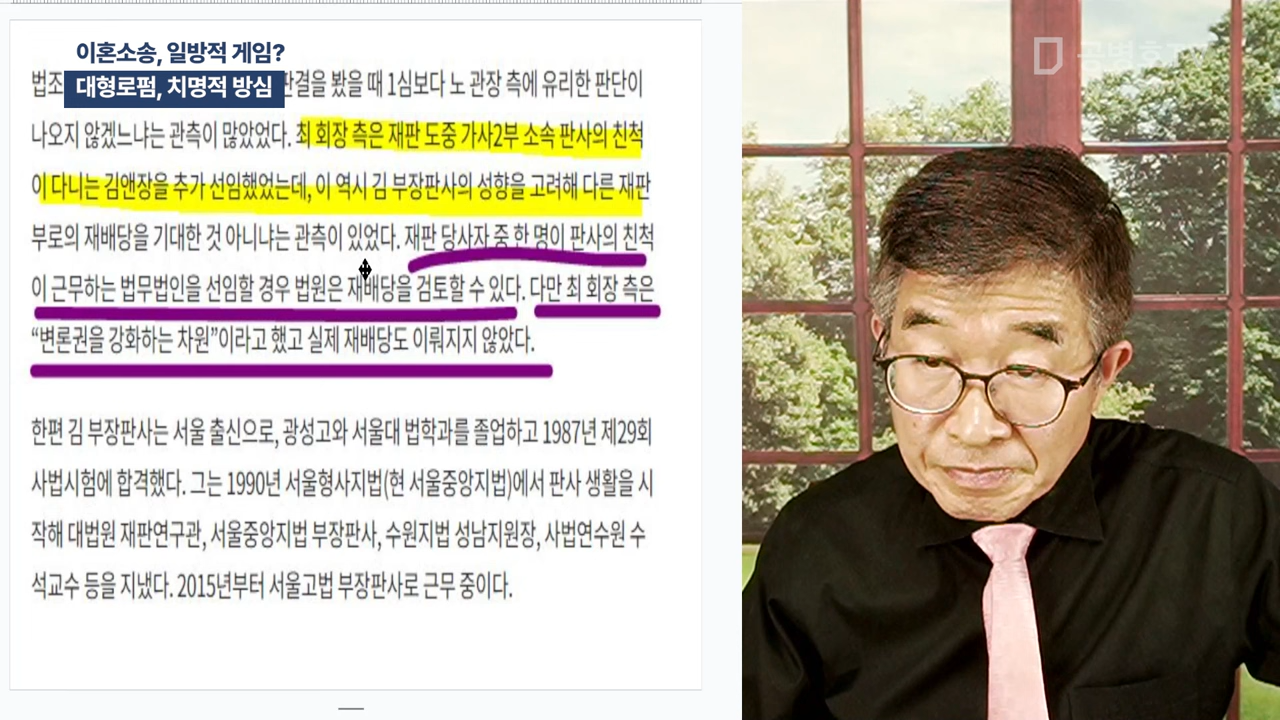 이혼소송, 일방적 게임?
대형로펌, 치명적 방심
법조 판결을 봤을 때 1심보다 노 관장 측에 유리한 판단이
나오지 않겠느냐는 관측이 많았었다. 최 회장 측은 재판 도중 가사2부 소속 판사의 친척
이 다니는 김앤장을 추가 선임했었는데, 이 역시 김 부장판사의 성향을 고려해 다른 재판
부로의 재배당을 기대한 것 아니냐는 관측이 있었다. 재판 당사자 중 한 명이 판사의 친척
이 근무하는 법무법인을 선임할 경우 법원은 재배당을 검토할 수 있다. 다만 최 회장 측은
“변론권을 강화하는 차원”이라고 했고 실제 재배당도 이뤄지지 않았다.
한편 김 부장판사는 서울 출신으로, 광성고와 서울대 법학과를 졸업하고 1987년 제29회
사법시험에 합격했다. 그는 1990년 서울형사지법(현 서울중앙지법)에서 판사 생활을 시
작해 대법원 재판연구관, 서울중앙지법 부장판사, 수원지법 성남지원장, 사법연수원 수
석교수 등을 지냈다. 2015년부터 서울고법 부장판사로 근무 중이다.